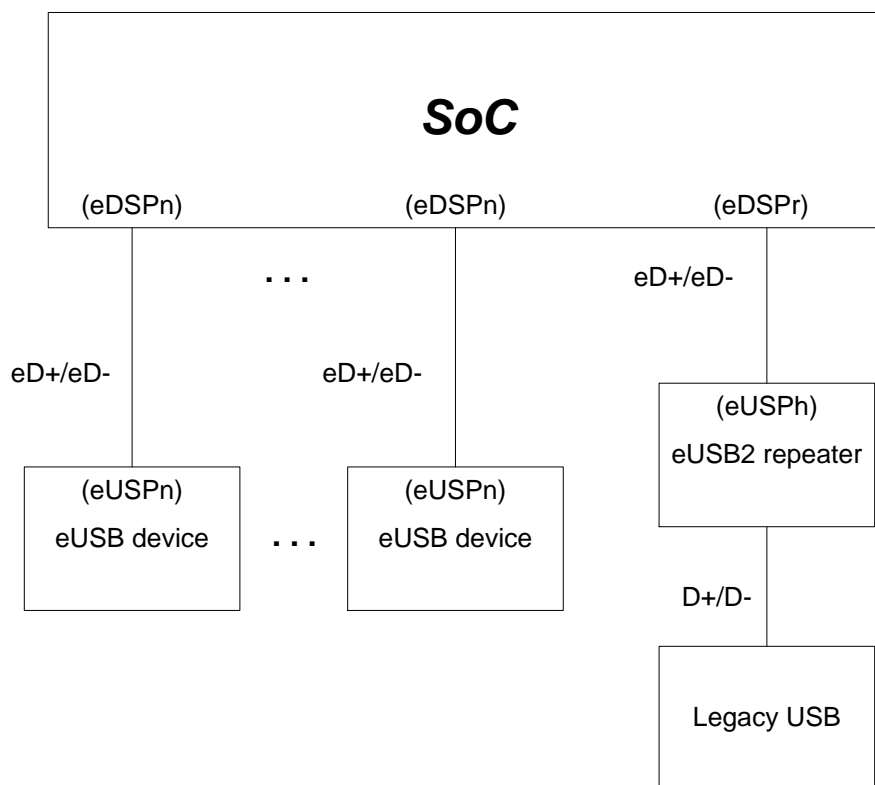 SoC
(eDSPn)
(eDSPn)
(eDSPr)
. . .
eD+/eD-
eD+/eD-
eD+/eD-
(eUSPh)
eUSB2 repeater
(eUSPn)
eUSB device
. . .
(eUSPn)
eUSB device
D+/D-
Legacy USB